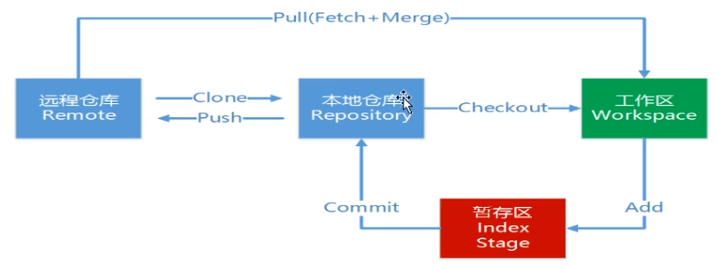 Pull(Fetch+Merge)
远程仓库
Remote
Clone
Push
本地仓库
Repository
Checkout
工作区
Workspace
Commit
暂存区
Index
Stage
Add